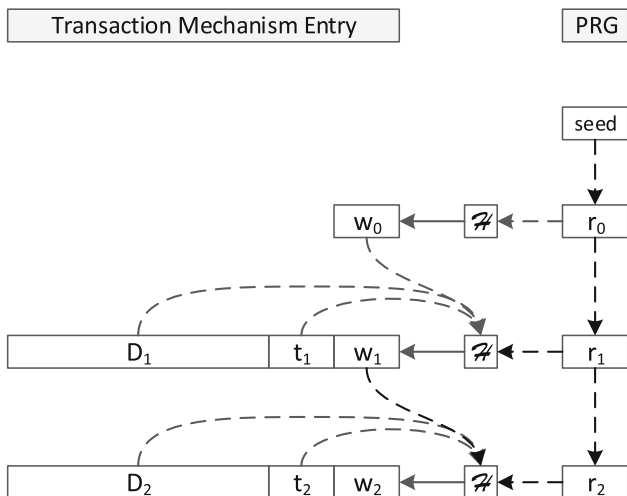 Transaction Mechanism Entry PRG
seed
w₀ ℋ r₀
D₁ t₁ w₁ ℋ r₁
D₂ t₂ w₂ ℋ r₂